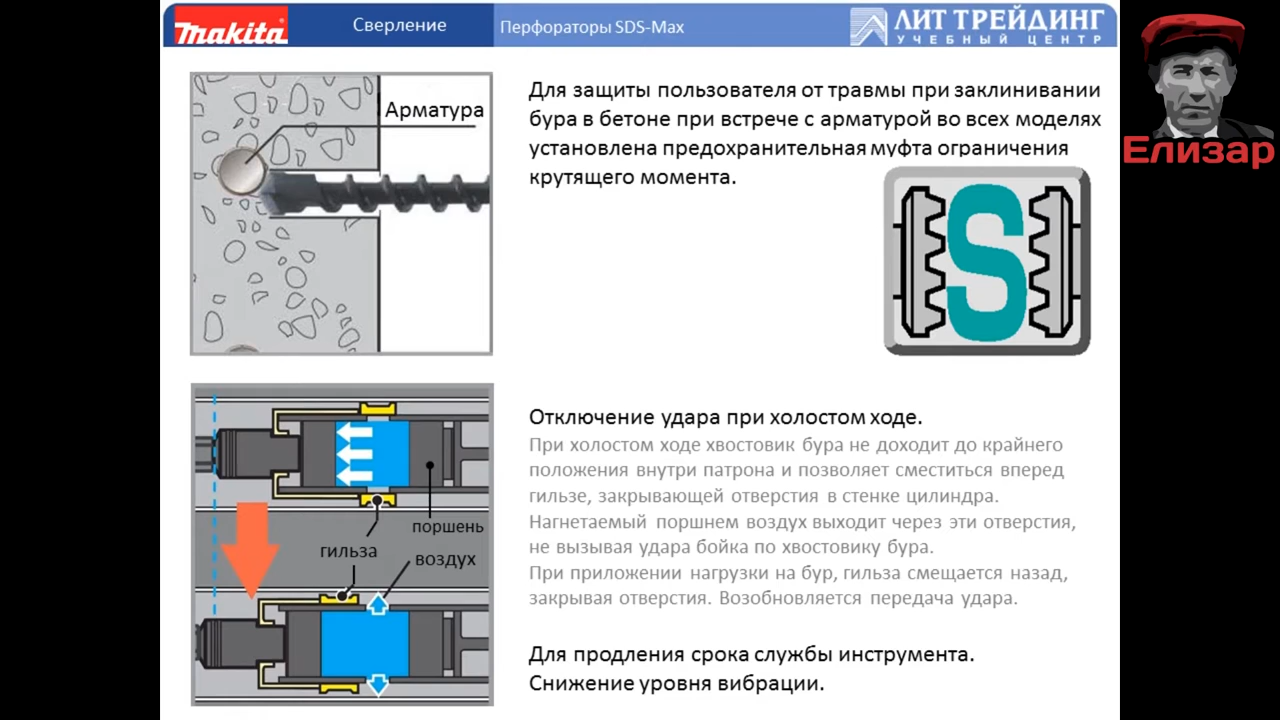 makita
Сверление
Перфораторы SDS-Max
ЛИТ ТРЕЙДИНГ
УЧЕБНЫЙ ЦЕНТР
Елизар
Арматура
Для защиты пользователя от травмы при заклинивании
бура в бетоне при встрече с арматурой во всех моделях
установлена предохранительная муфта ограничения
крутящего момента.
S
поршень
гильза
воздух
Отключение удара при холостом ходе.
При холостом ходе хвостовик бура не доходит до крайнего
положения внутри патрона и позволяет сместиться вперед
гильзе, закрывающей отверстия в стенке цилиндра.
Нагнетаемый поршнем воздух выходит через эти отверстия,
не вызывая удара бойка по хвостовику бура.
При приложении нагрузки на бур, гильза смещается назад,
закрывая отверстия. Возобновляется передача удара.
Для продления срока службы инструмента.
Снижение уровня вибрации.